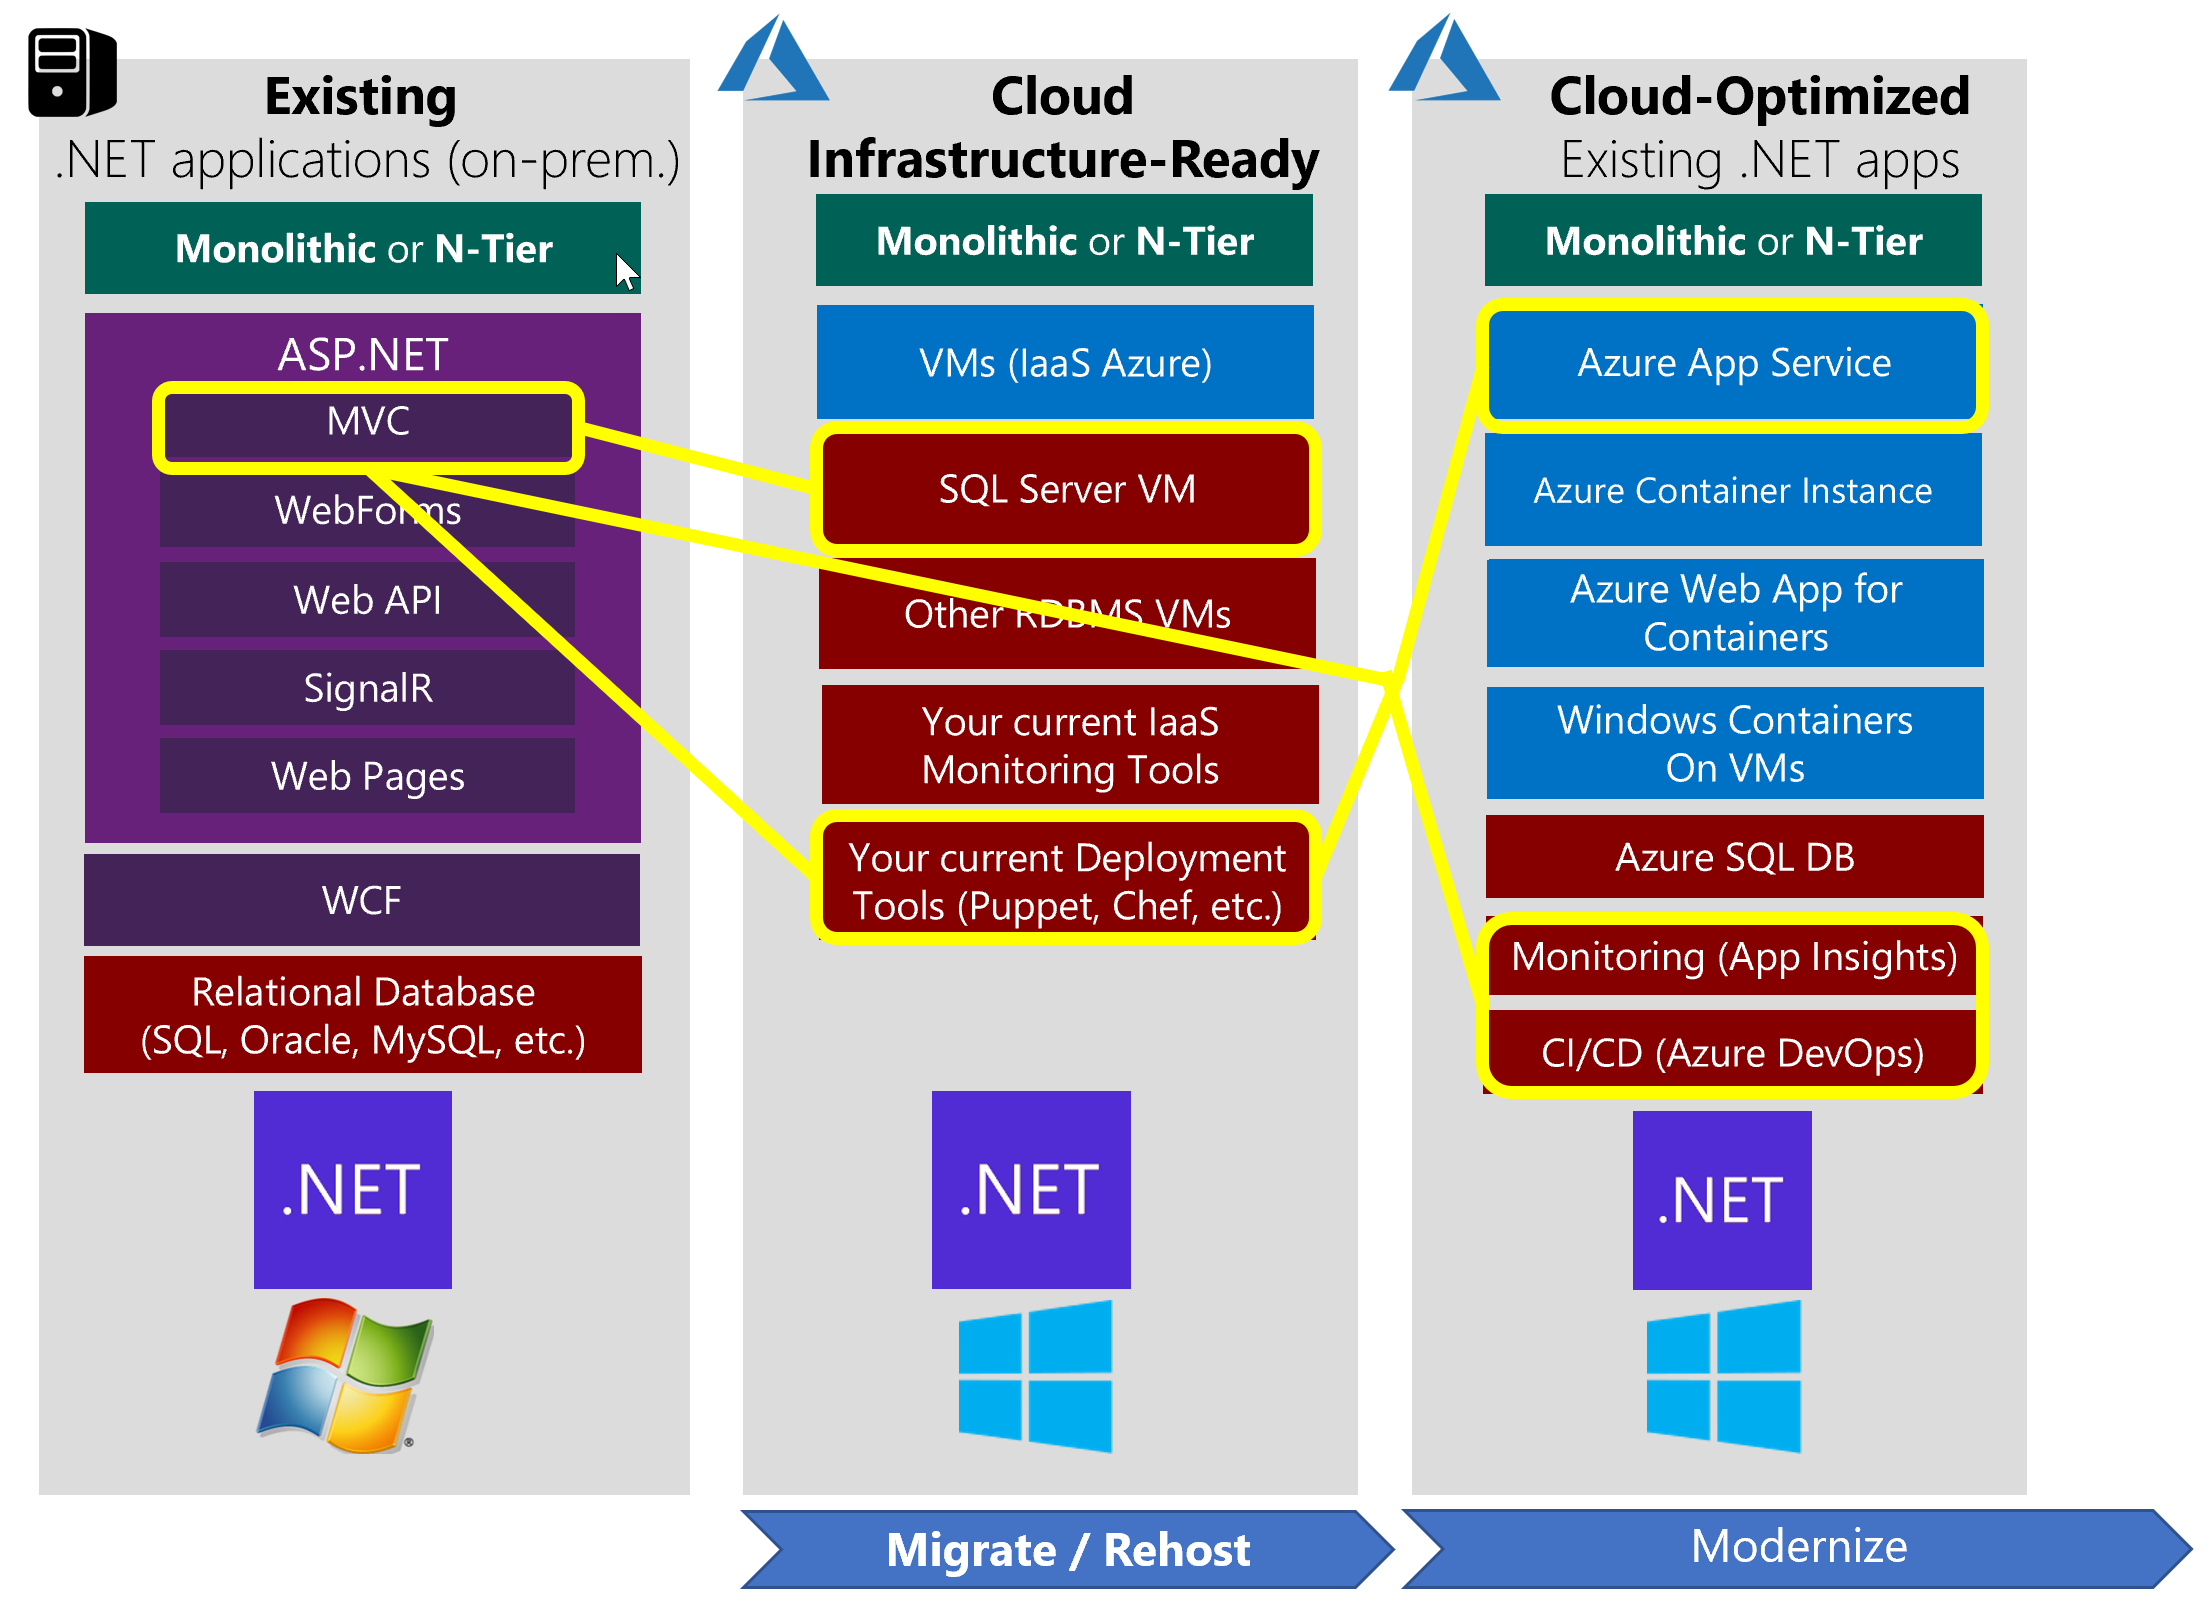 Existing
.NET applications (on-prem.)
Monolithic or N-Tier
ASP.NET
MVC
WebForms
Web API
SignalR
Web Pages
WCF
Relational Database
(SQL, Oracle, MySQL, etc.)
.NET
®
Cloud
Infrastructure-Ready
Monolithic or N-Tier
VMs (IaaS Azure)
SQL Server VM
Other RDBMS VMs
Your current IaaS
Monitoring Tools
Your current Deployment
Tools (Puppet, Chef, etc.)
.NET
Cloud-Optimized
Existing .NET apps
Monolithic or N-Tier
Azure App Service
Azure Container Instance
Azure Web App for
Containers
Windows Containers
On VMs
Azure SQL DB
Monitoring (App Insights)
CI/CD (Azure DevOps)
.NET
Migrate / Rehost
Modernize